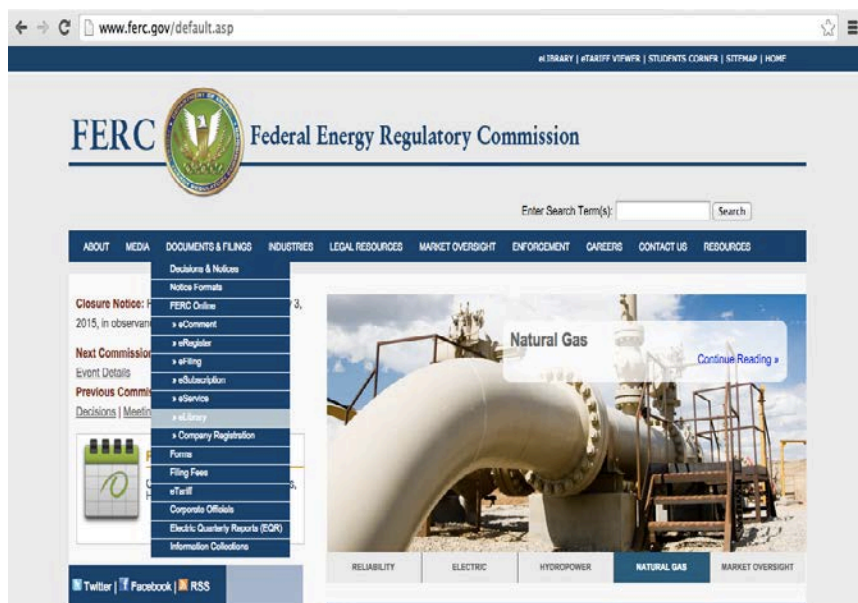 www.ferc.gov/default.asp
eLIBRARY | eTARIFF VIEWER | STUDENTS CORNER | SITEMAP | HOME
FERC Federal Energy Regulatory Commission
Enter Search Term(s): Search
ABOUT MEDIA DOCUMENTS & FILINGS INDUSTRIES LEGAL RESOURCES MARKET OVERSIGHT ENFORCEMENT CAREERS CONTACT US RESOURCES
Decisions & Notices
Notice Formats
FERC Online
» eComment
» eRegister
» eFiling
» eSubscription
» eService
» eLibrary
» Company Registration
Forms
Filing Fees
eTariff
Corporate Officials
Electric Quarterly Reports (EQR)
Information Collections
Closure Notice: 3,
2015, in
Next
Event Details
Previous
Decisions |
Natural Gas
Continue Reading »
RELIABILITY ELECTRIC HYDROPOWER NATURAL GAS MARKET OVERSIGHT
Twitter | Facebook | RSS